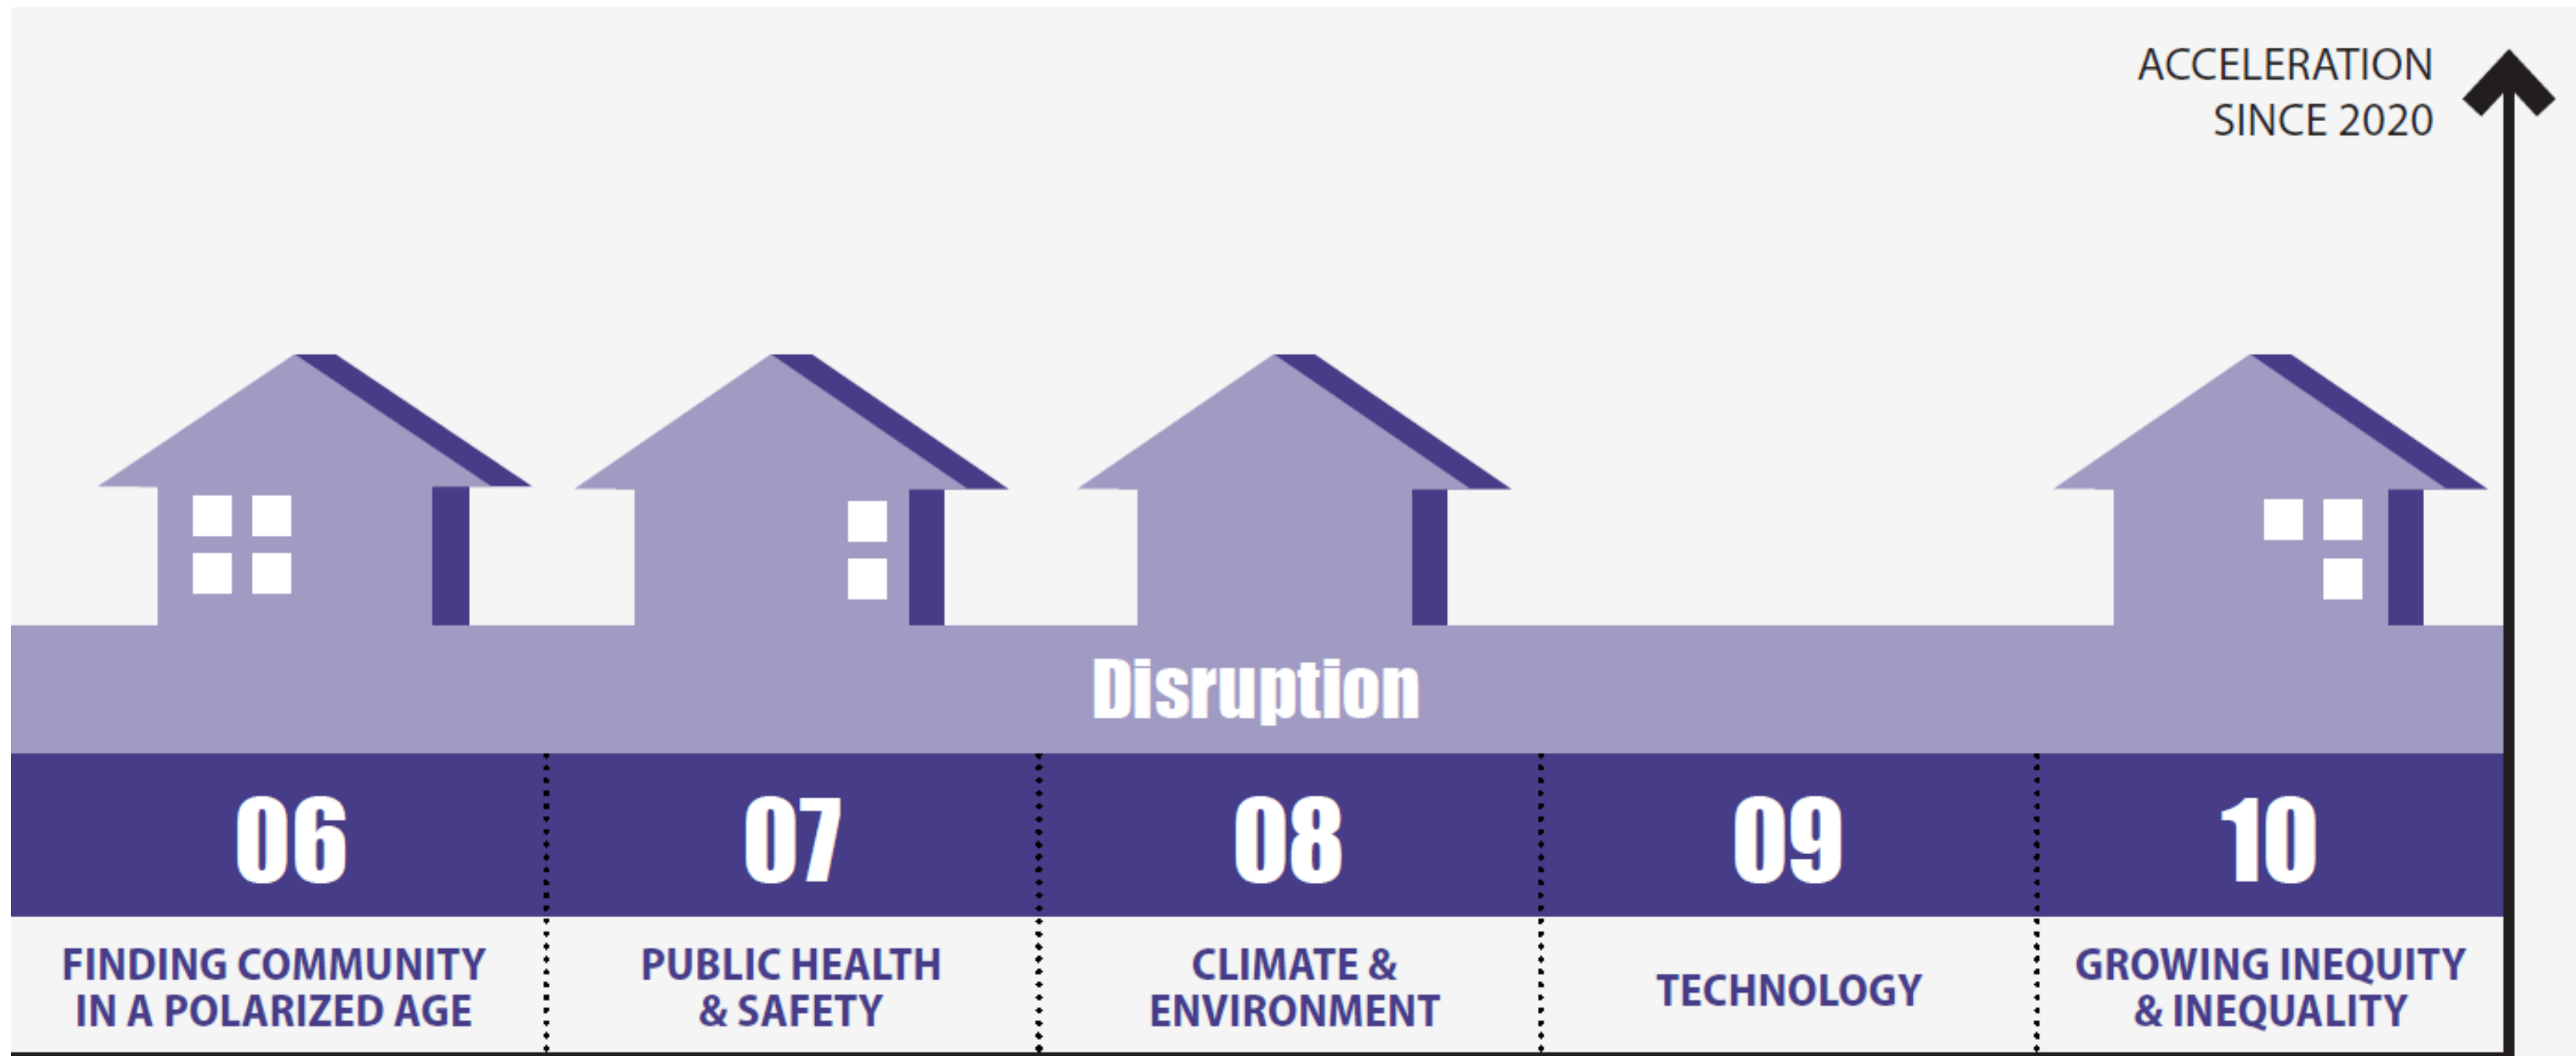 ACCELERATION
SINCE 2020
Disruption
06
07
08
09
10
FINDING COMMUNITY
IN A POLARIZED AGE
PUBLIC HEALTH
& SAFETY
CLIMATE &
ENVIRONMENT
TECHNOLOGY
GROWING INEQUITY
& INEQUALITY